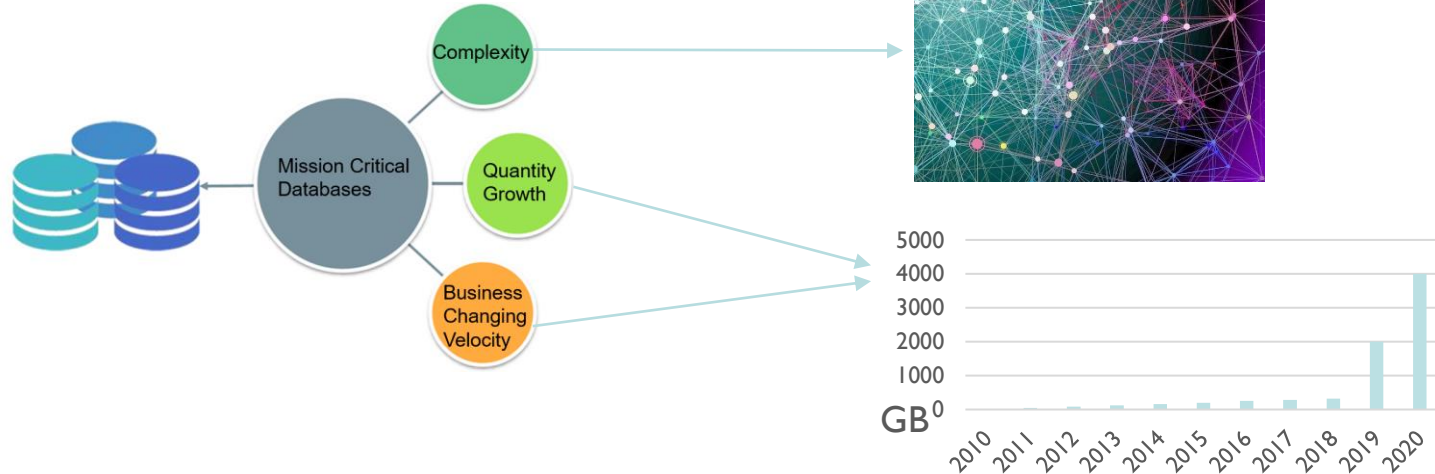 Complexity
Mission Critical
Databases
Quantity
Growth
Business
Changing
Velocity
5000
4000
3000
2000
1000
0
GB
2010
2011
2012
2013
2014
2015
2016
2017
2018
2019
2020